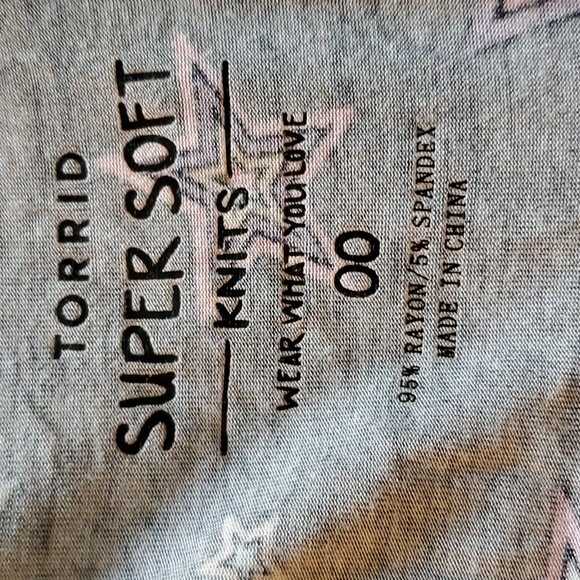 TORRID
SUPER SOFT
KNITS
WEAR WHAT YOU LOVE
00
95% RAYON/5% SPANDEX
MADE IN CHINA